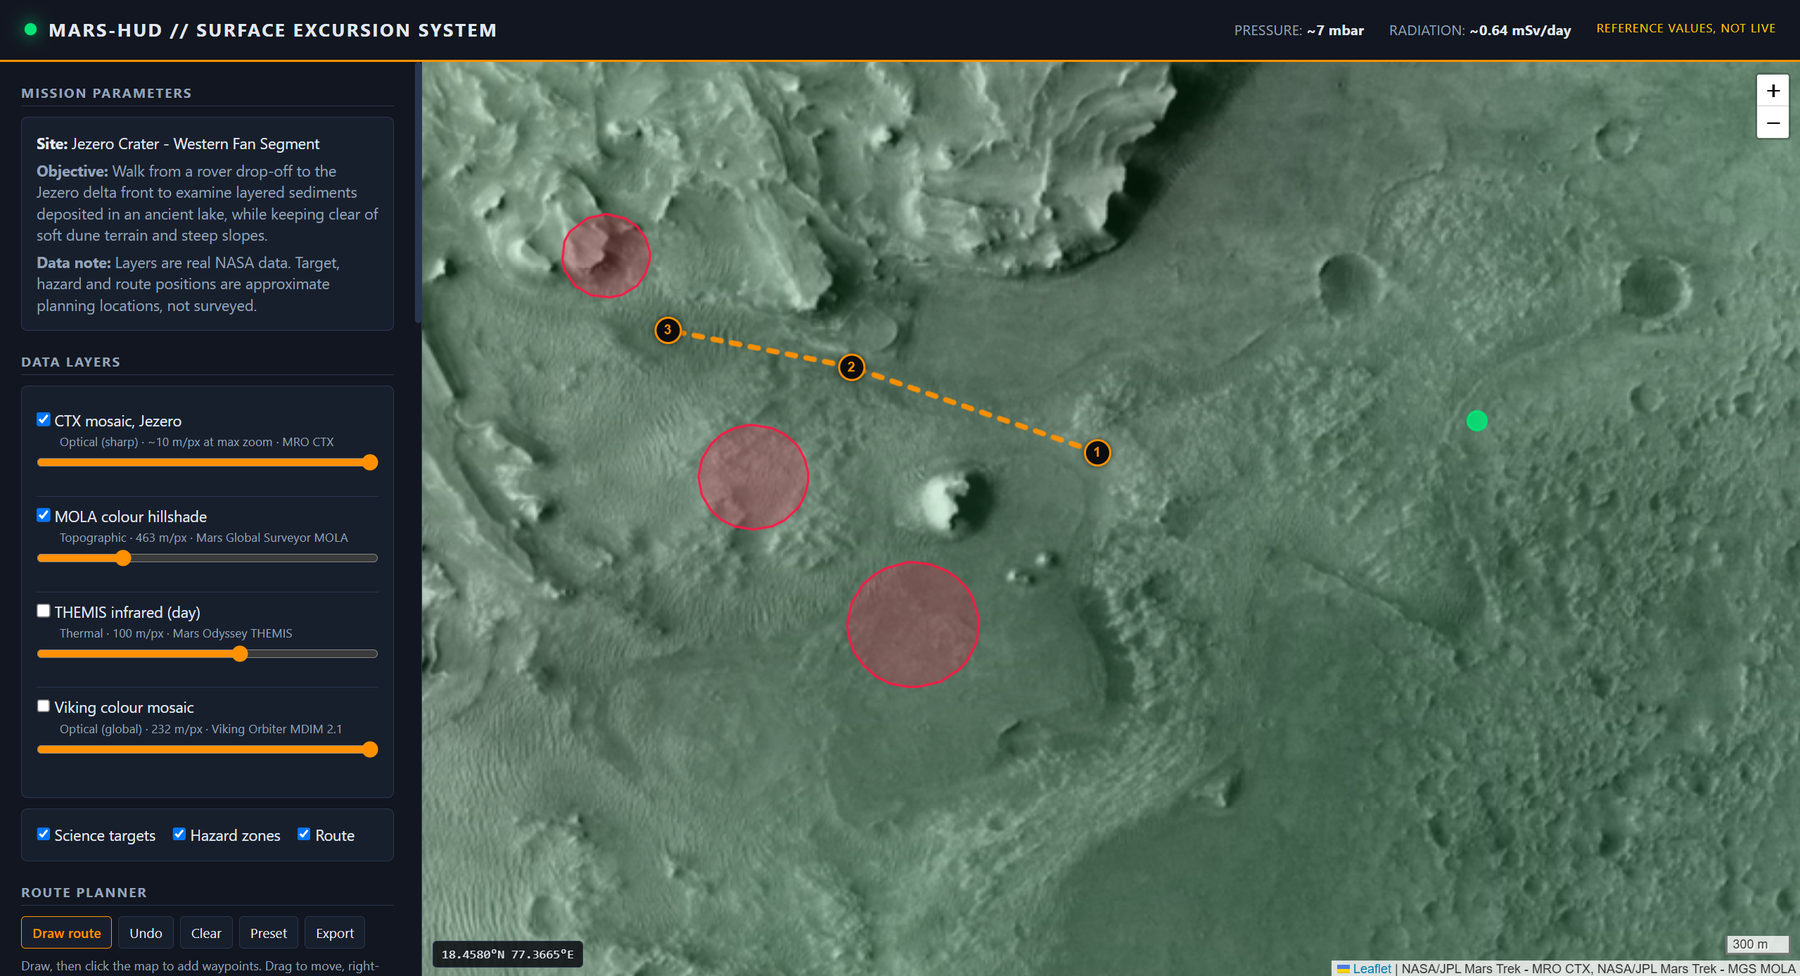 MARS-HUD // SURFACE EXCURSION SYSTEM
PRESSURE: ~7 mbar
RADIATION: ~0.64 mSv/day
REFERENCE VALUES, NOT LIVE
MISSION PARAMETERS
Site: Jezero Crater - Western Fan Segment
Objective: Walk from a rover drop-off to the
Jezero delta front to examine layered sediments
deposited in an ancient lake, while keeping clear of
soft dune terrain and steep slopes.
Data note: Layers are real NASA data. Target,
hazard and route positions are approximate
planning locations, not surveyed.
DATA LAYERS
CTX mosaic, Jezero
Optical (sharp) · ~10 m/px at max zoom · MRO CTX
MOLA colour hillshade
Topographic · 463 m/px · Mars Global Surveyor MOLA
THEMIS infrared (day)
Thermal · 100 m/px · Mars Odyssey THEMIS
Viking colour mosaic
Optical (global) · 232 m/px · Viking Orbiter MDIM 2.1
Science targets
Hazard zones
Route
ROUTE PLANNER
Draw route
Undo
Clear
Preset
Export
Draw, then click the map to add waypoints. Drag to move, right-
+
−
3
2
1
18.4580°N 77.3665°E
300 m
Leaflet | NASA/JPL Mars Trek - MRO CTX, NASA/JPL Mars Trek - MGS MOLA